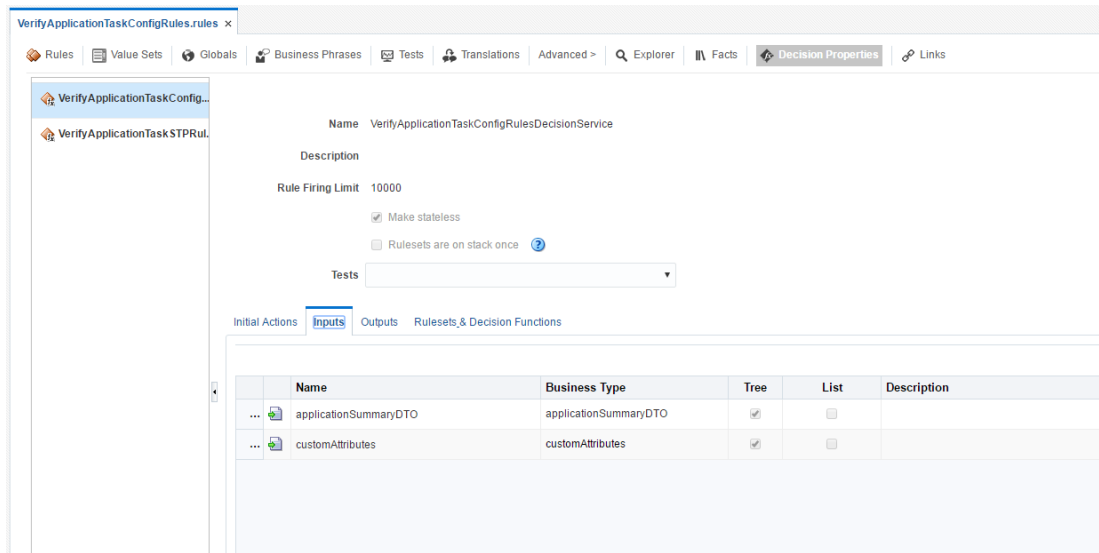 VerifyApplicationTaskConfigRules.rules ×
Rules Value Sets Globals Business Phrases Tests Translations Advanced > Explorer Facts Decision Properties Links
VerifyApplicationTaskConfig...
VerifyApplicationTaskSTPRul.
Name VerifyApplicationTaskConfigRulesDecisionService
Description
Rule Firing Limit 10000
Make stateless
Rulesets are on stack once ?
Tests
Initial Actions Inputs Outputs Rulesets & Decision Functions
Name Business Type Tree List Description
... applicationSummaryDTO applicationSummaryDTO
... customAttributes customAttributes